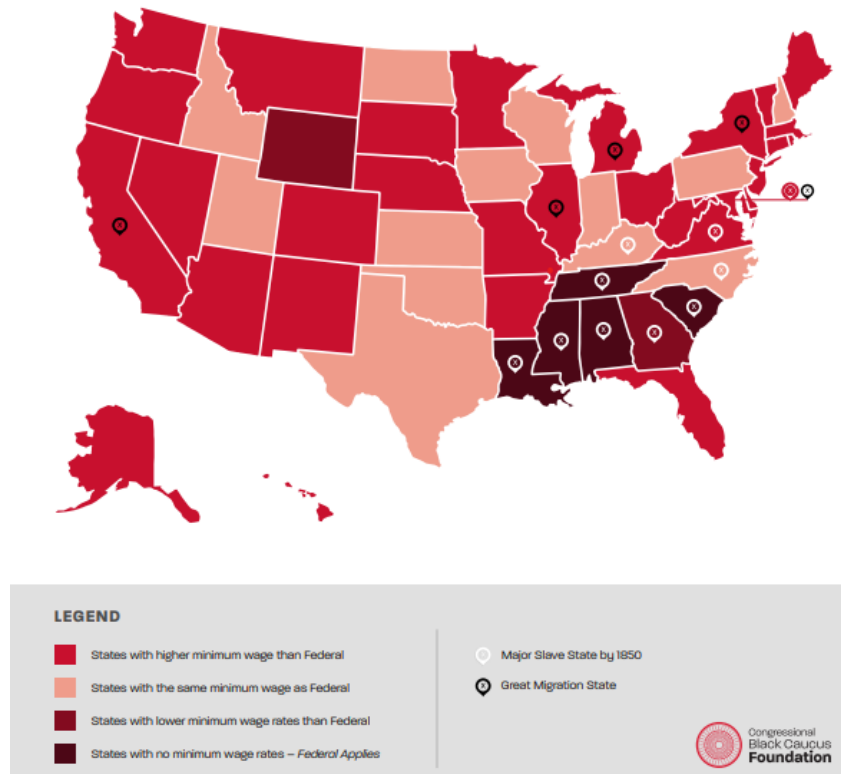 LEGEND
States with higher minimum wage than Federal
States with the same minimum wage as Federal
States with lower minimum wage rates than Federal
States with no minimum wage rates – Federal Applies
Major Slave State by 1850
Great Migration State
Congressional
Black Caucus
Foundation